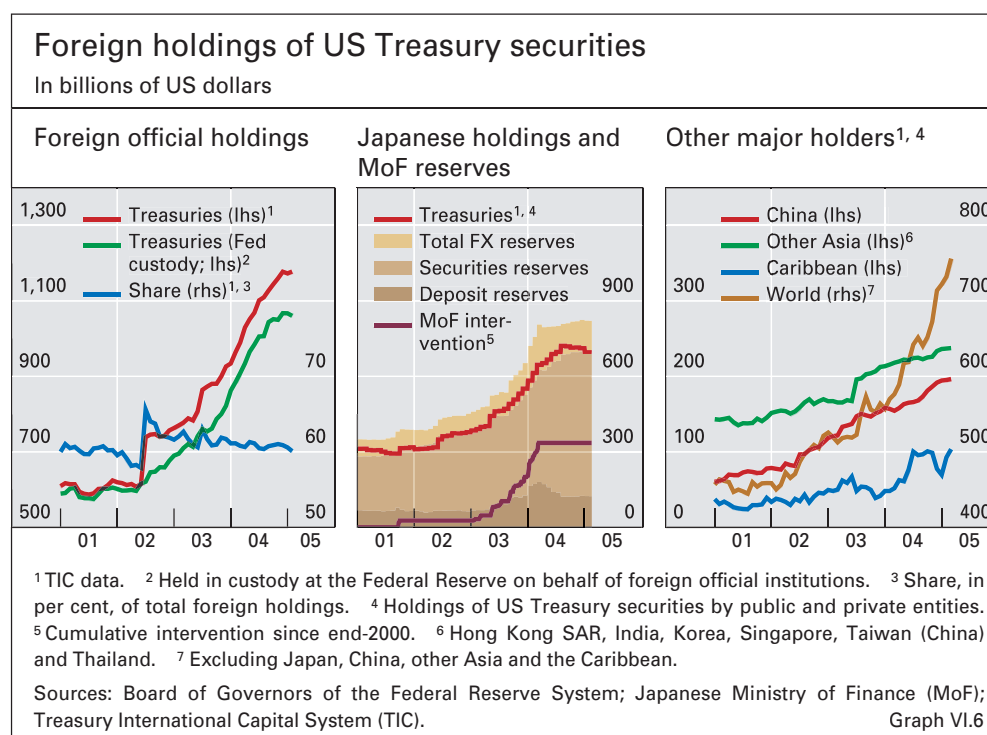 Foreign holdings of US Treasury securities
In billions of US dollars
Foreign official holdings
Japanese holdings and
MoF reserves
Other major holders¹, ⁴
1,300
1,100
900
700
500
70
60
50
Treasuries (lhs)¹
Treasuries (Fed
custody; lhs)²
Share (rhs)¹, ³
01 02 03 04 05
Treasuries¹, ⁴
Total FX reserves
Securities reserves
Deposit reserves
MoF inter-
vention⁵
900
600
300
0
01 02 03 04 05
China (lhs)
Other Asia (lhs)⁶
Caribbean (lhs)
World (rhs)⁷
300
200
100
0
800
700
600
500
400
01 02 03 04 05
¹ TIC data. ² Held in custody at the Federal Reserve on behalf of foreign official institutions. ³ Share, in
per cent, of total foreign holdings. ⁴ Holdings of US Treasury securities by public and private entities.
⁵ Cumulative intervention since end-2000. ⁶ Hong Kong SAR, India, Korea, Singapore, Taiwan (China)
and Thailand. ⁷ Excluding Japan, China, other Asia and the Caribbean.
Sources: Board of Governors of the Federal Reserve System; Japanese Ministry of Finance (MoF);
Treasury International Capital System (TIC). Graph VI.6